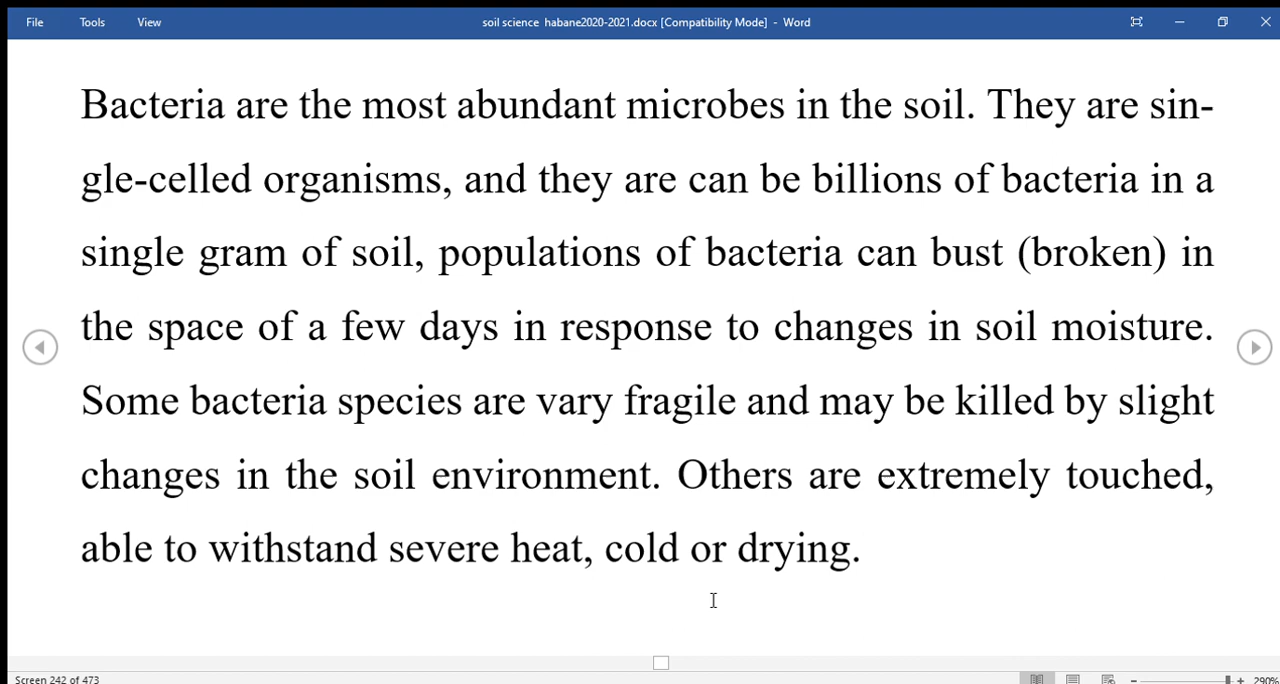 File Tools View soil science habane2020-2021.docx [Compatibility Mode] - Word
Bacteria are the most abundant microbes in the soil. They are sin-
gle-celled organisms, and they are can be billions of bacteria in a
single gram of soil, populations of bacteria can bust (broken) in
the space of a few days in response to changes in soil moisture.
Some bacteria species are vary fragile and may be killed by slight
changes in the soil environment. Others are extremely touched,
able to withstand severe heat, cold or drying.
Screen 242 of 473 290%